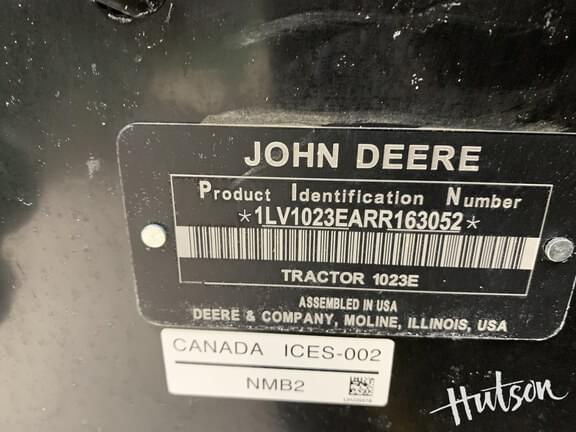 JOHN DEERE
Product Identification Number
*1LV1023EARR163052*
TRACTOR 1023E
ASSEMBLED IN USA
DEERE & COMPANY, MOLINE, ILLINOIS, USA
CANADA ICES-002
NMB2
Hutson